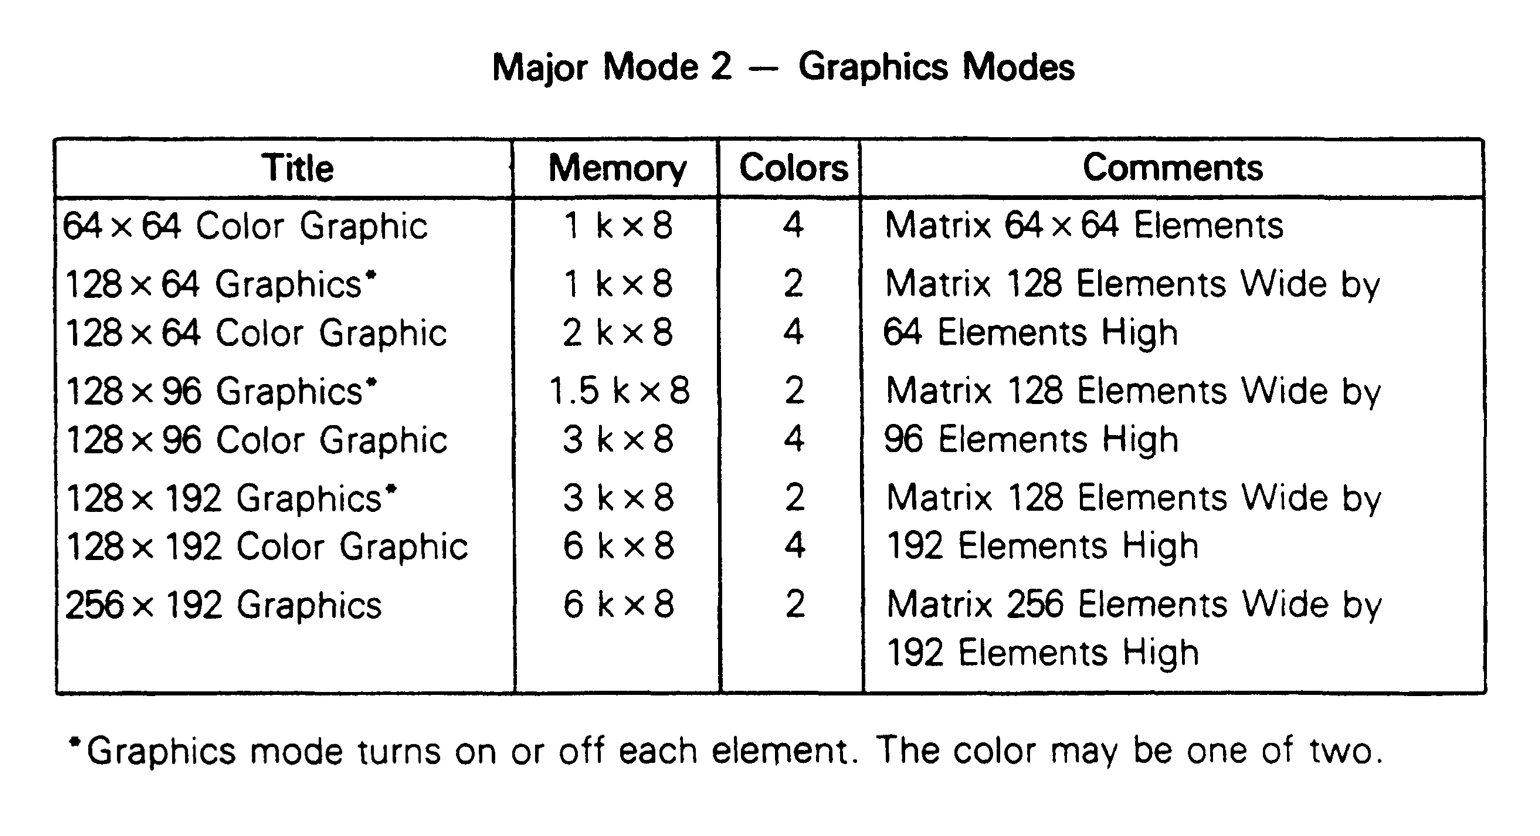 Major Mode 2 — Graphics Modes
Title Memory Colors Comments
64 × 64 Color Graphic 1 k × 8 4 Matrix 64 × 64 Elements
128 × 64 Graphics* 1 k × 8 2 Matrix 128 Elements Wide by
128 × 64 Color Graphic 2 k × 8 4 64 Elements High
128 × 96 Graphics* 1.5 k × 8 2 Matrix 128 Elements Wide by
128 × 96 Color Graphic 3 k × 8 4 96 Elements High
128 × 192 Graphics* 3 k × 8 2 Matrix 128 Elements Wide by
128 × 192 Color Graphic 6 k × 8 4 192 Elements High
256 × 192 Graphics 6 k × 8 2 Matrix 256 Elements Wide by
192 Elements High
*Graphics mode turns on or off each element. The color may be one of two.